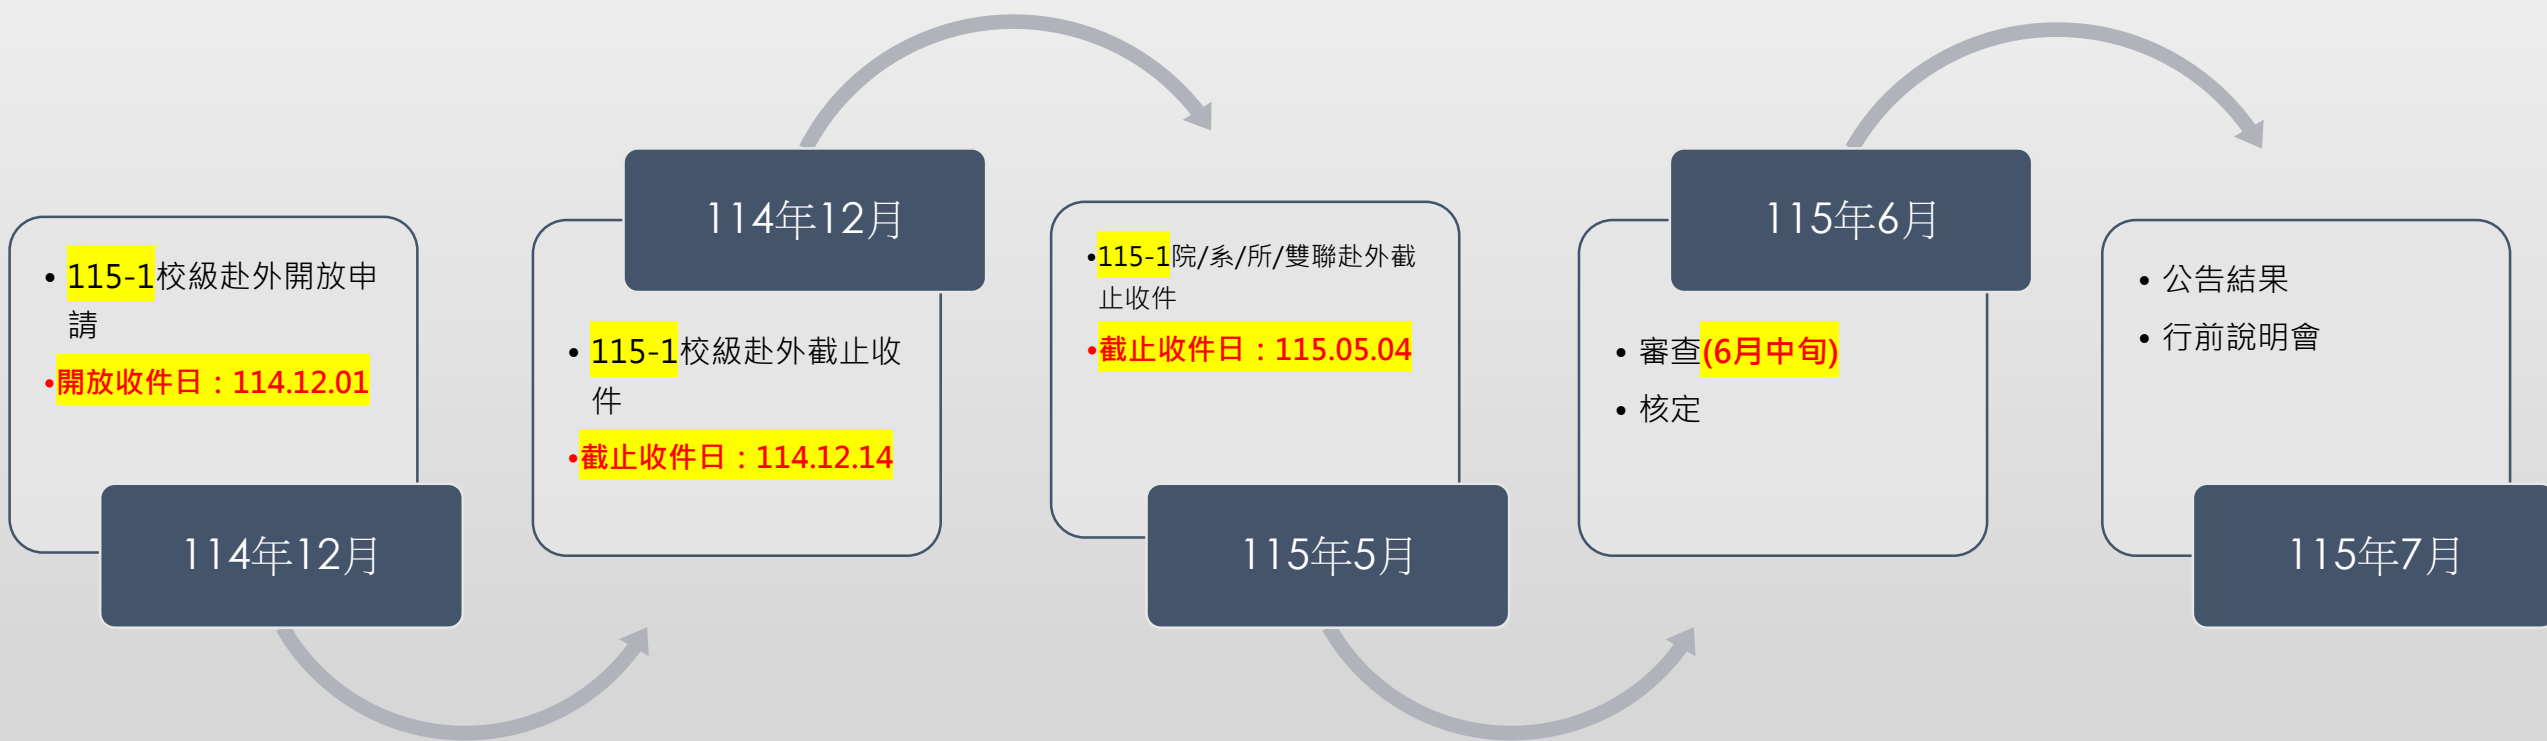 • 115-1校級赴外開放申
請
•開放收件日：114.12.01
114年12月
114年12月
• 115-1校級赴外截止收
件
•截止收件日：114.12.14
•115-1院/系/所/雙聯赴外截
止收件
•截止收件日：115.05.04
115年5月
115年6月
• 審查(6月中旬)
• 核定
• 公告結果
• 行前說明會
115年7月